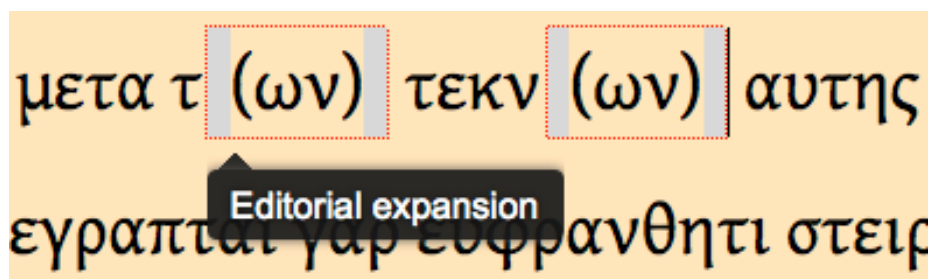 μετα τ (ων) τεκν (ων) αυτης
Editorial expansion
εγραπται γαρ ευφρανθητι στειρ